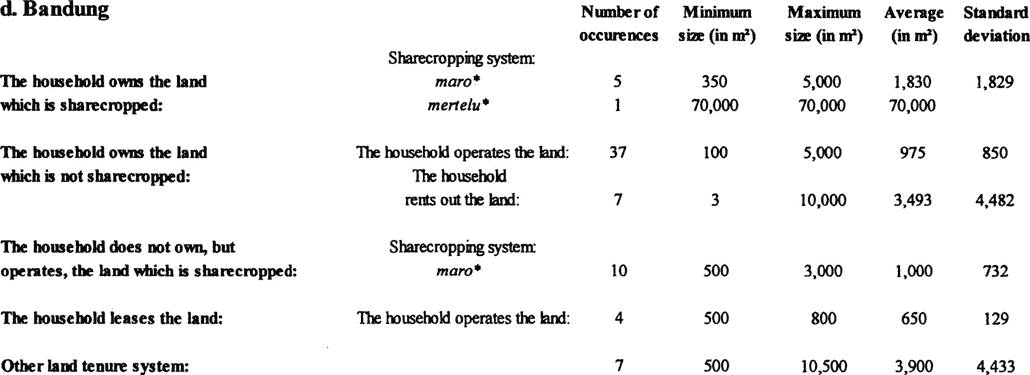 d. Bandung
Number of Minimum Maximum Average Standard
occurences size (in m²) size (in m²) (in m²) deviation
Sharecropping system:
The household owns the land maro* 5 350 5,000 1,830 1,829
which is sharecropped: mertelu* 1 70,000 70,000 70,000
The household owns the land The household operates the land: 37 100 5,000 975 850
which is not sharecropped: The household
rents out the land: 7 3 10,000 3,493 4,482
The household does not own, but Sharecropping system:
operates, the land which is sharecropped: maro* 10 500 3,000 1,000 732
The household leases the land: The household operates the land: 4 500 800 650 129
Other land tenure system: 7 500 10,500 3,900 4,433